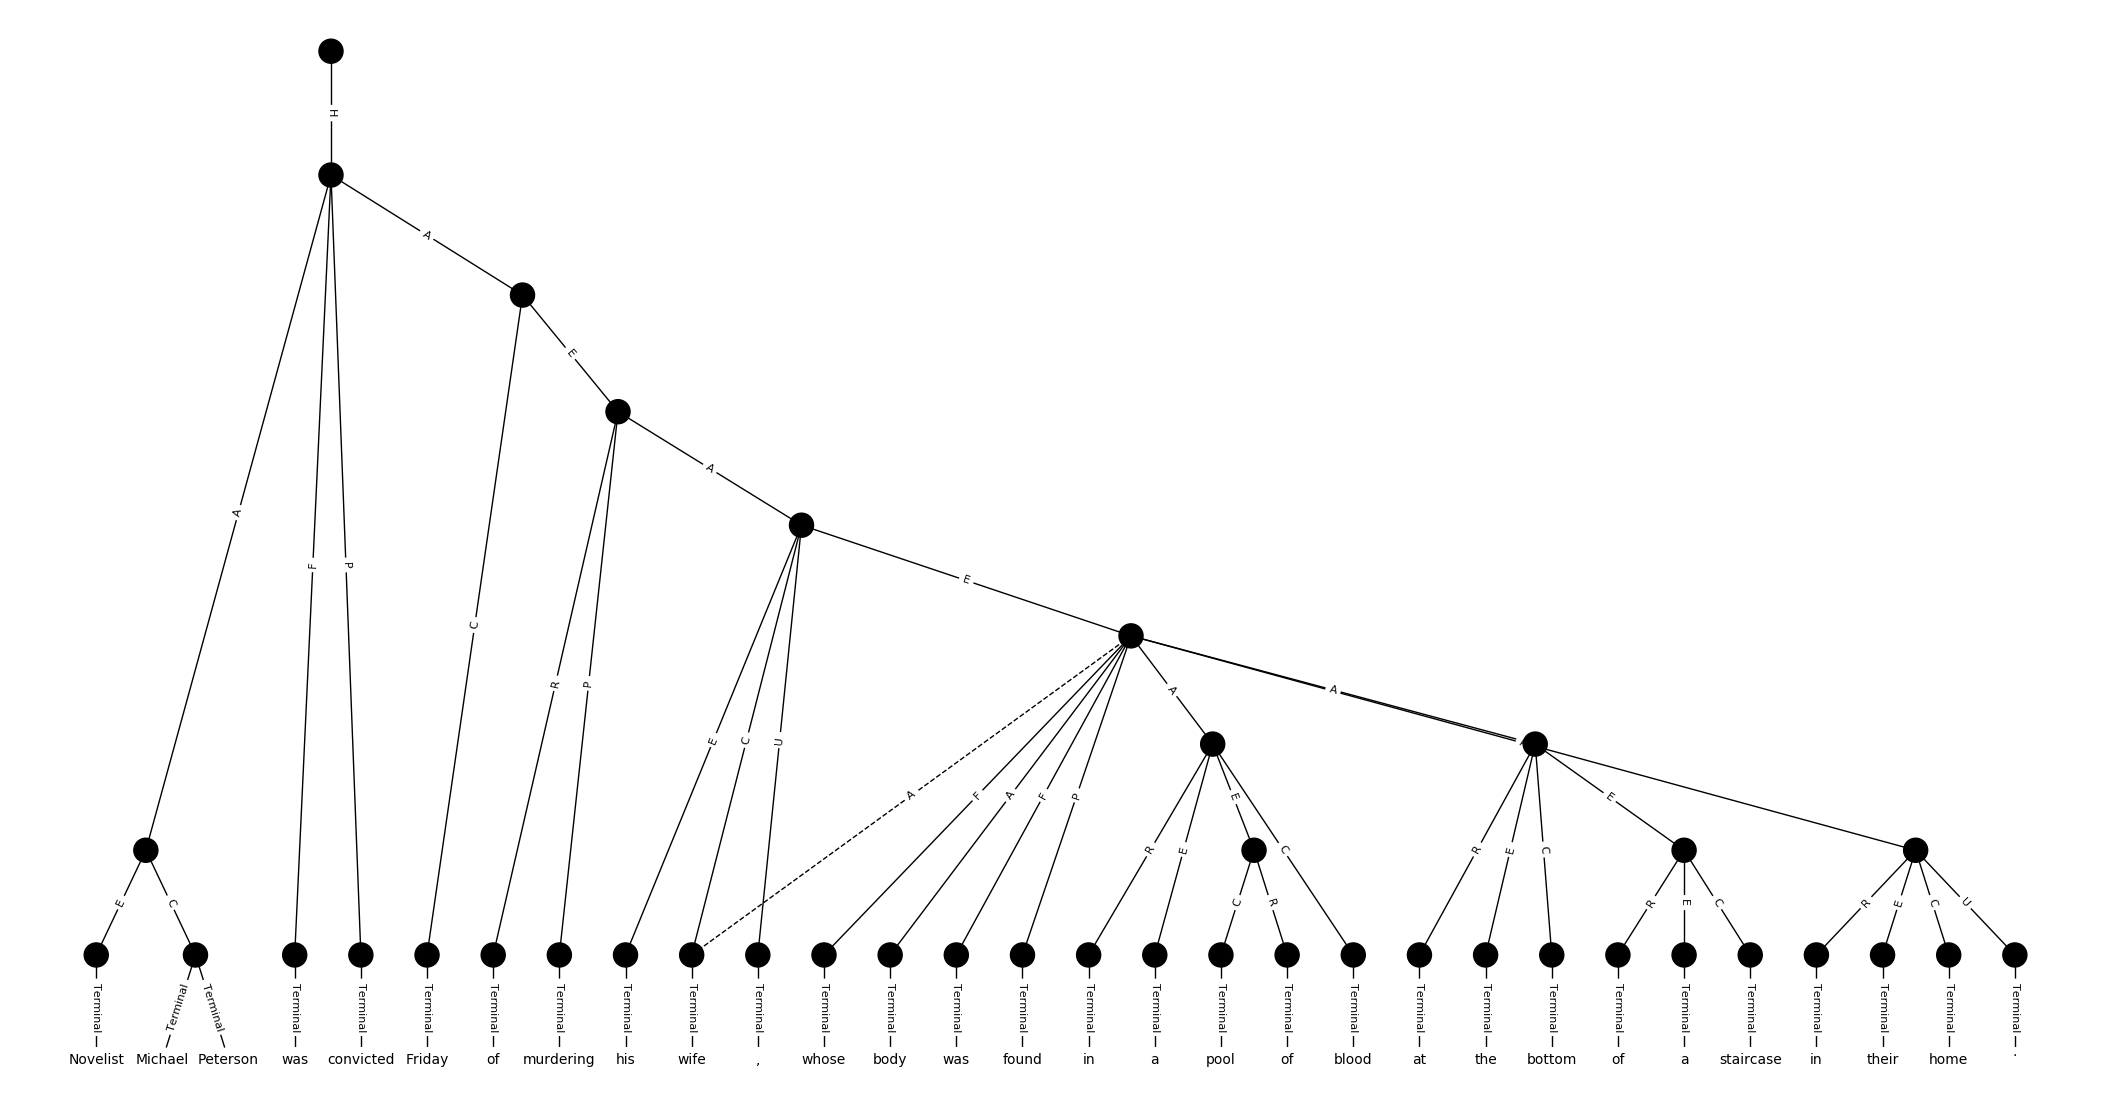 H
A
A
E
A
E
A
A
A
F
P
C
R
P
E
C
U
A
F
A
F
P
R
E
E
C
R
E
C
E
E
C
C
R
R
E
C
R
E
C
U
Terminal Terminal Terminal Terminal Terminal Terminal Terminal Terminal Terminal Terminal Terminal Terminal Terminal Terminal Terminal Terminal Terminal Terminal Terminal Terminal Terminal Terminal Terminal Terminal Terminal Terminal Terminal Terminal Terminal Terminal
Novelist Michael Peterson was convicted Friday of murdering his wife , whose body was found in a pool of blood at the bottom of a staircase in their home .